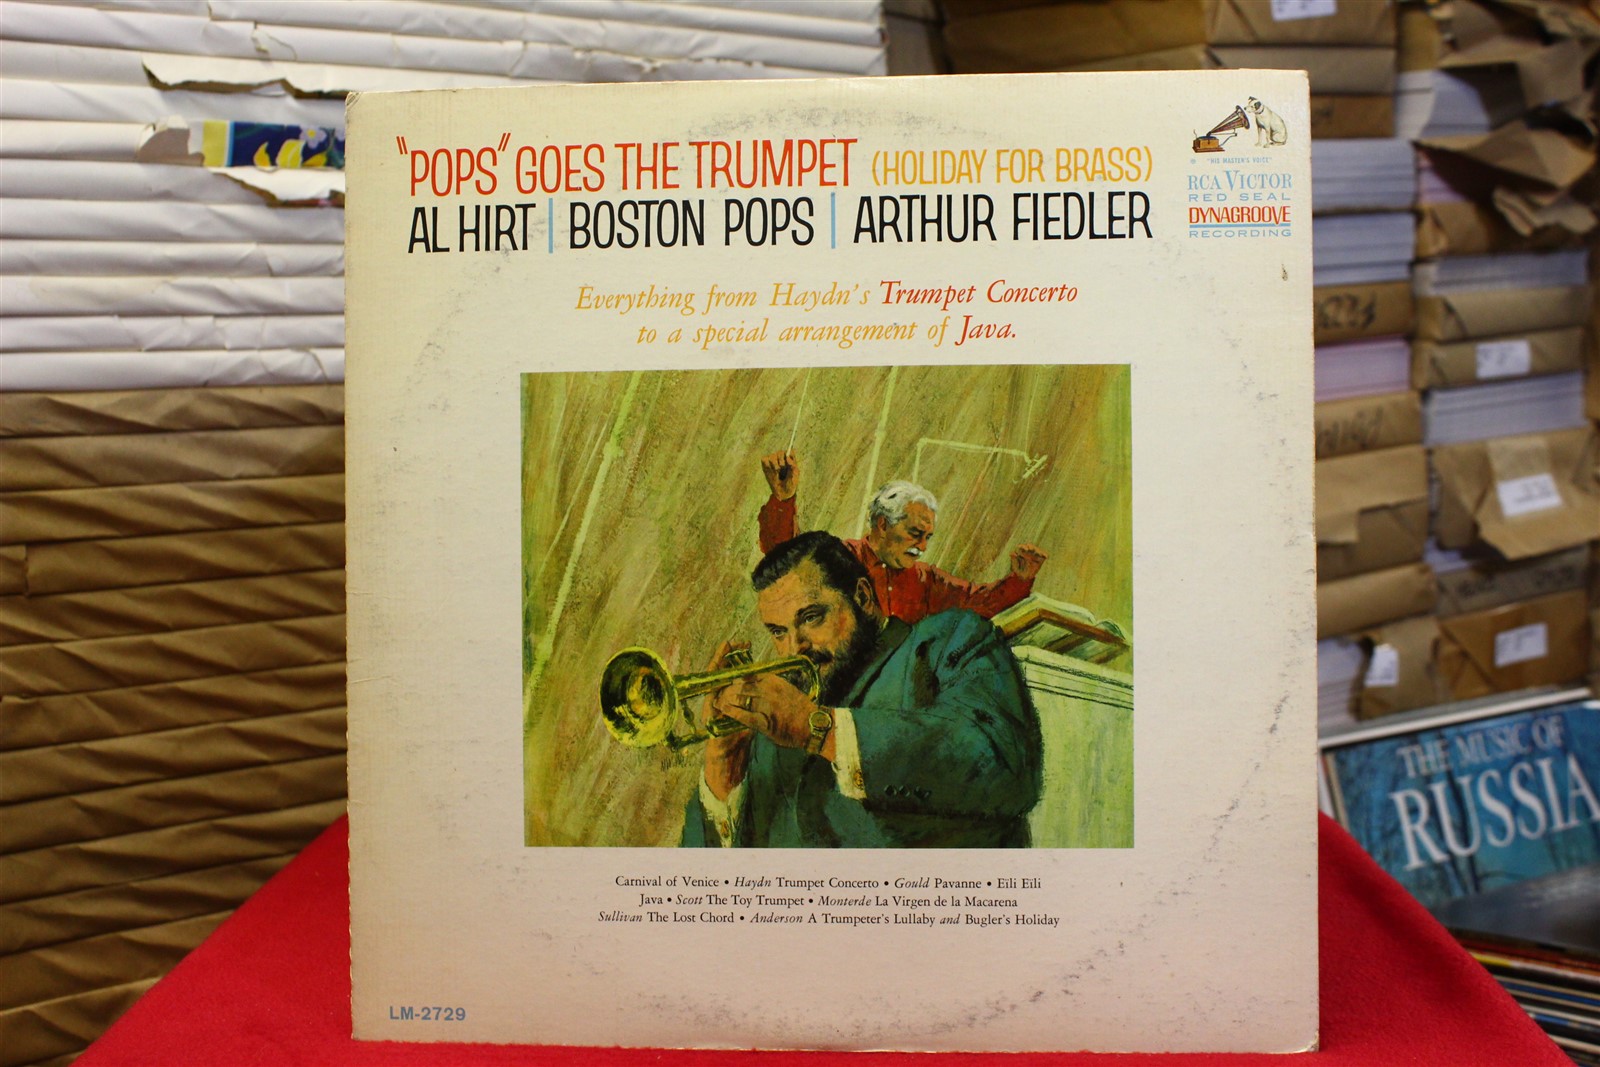 "POPS" GOES THE TRUMPET (HOLIDAY FOR BRASS)
AL HIRT | BOSTON POPS | ARTHUR FIEDLER
"HIS MASTER'S VOICE"
RCA VICTOR
RED SEAL
DYNAGROOVE
RECORDING
Everything from Haydn's Trumpet Concerto
to a special arrangement of Java.
Carnival of Venice • Haydn Trumpet Concerto • Gould Pavanne • Eïli Eïli
Java • Scott The Toy Trumpet • Monterde La Virgen de la Macarena
Sullivan The Lost Chord • Anderson A Trumpeter's Lullaby and Bugler's Holiday
LM-2729
THE MUSIC OF
RUSSIA